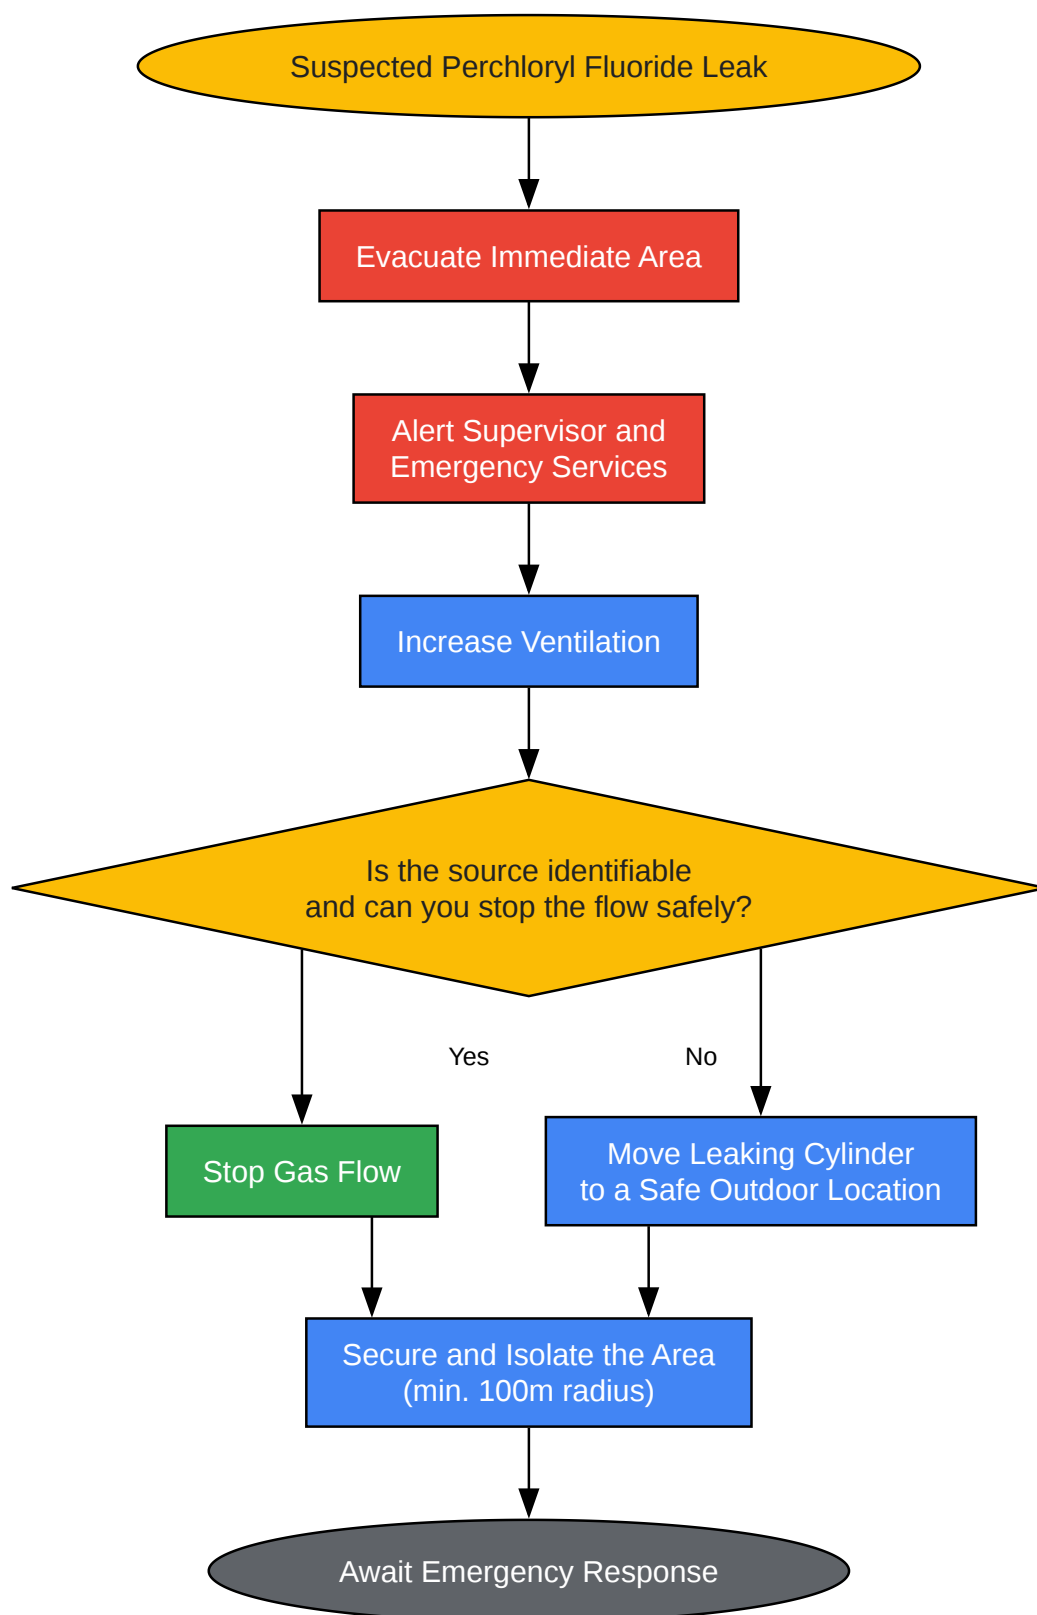 Suspected Perchloryl Fluoride Leak
Evacuate Immediate Area
Alert Supervisor and
Emergency Services
Increase Ventilation
Is the source identifiable
and can you stop the flow safely?
Yes
No
Stop Gas Flow
Move Leaking Cylinder
to a Safe Outdoor Location
Secure and Isolate the Area
(min. 100m radius)
Await Emergency Response